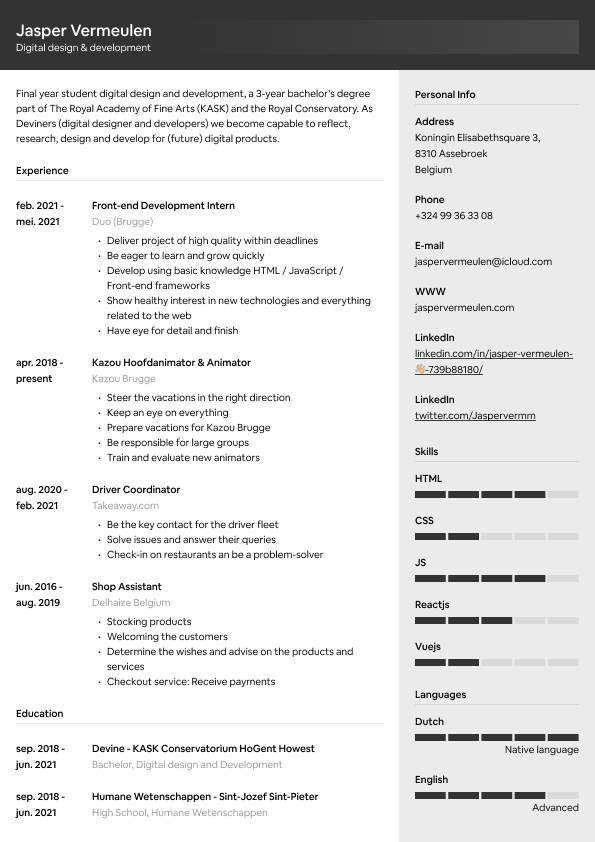 Jasper Vermeulen
Digital design & development
Final year student digital design and development, a 3-year bachelor's degree
part of The Royal Academy of Fine Arts (KASK) and the Royal Conservatory. As
Deviners (digital designer and developers) we become capable to reflect,
research, design and develop for (future) digital products.
Experience
feb. 2021 -
mei. 2021
Front-end Development Intern
Duo (Brugge)
• Deliver project of high quality within deadlines
• Be eager to learn and grow quickly
• Develop using basic knowledge HTML / JavaScript /
Front-end frameworks
• Show healthy interest in new technologies and everything
related to the web
• Have eye for detail and finish
apr. 2018 -
present
Kazou Hoofdanimator & Animator
Kazou Brugge
• Steer the vacations in the right direction
• Keep an eye on everything
• Prepare vacations for Kazou Brugge
• Be responsible for large groups
• Train and evaluate new animators
aug. 2020 -
feb. 2021
Driver Coordinator
Takeaway.com
• Be the key contact for the driver fleet
• Solve issues and answer their queries
• Check-in on restaurants an be a problem-solver
jun. 2016 -
aug. 2019
Shop Assistant
Delhaize Belgium
• Stocking products
• Welcoming the customers
• Determine the wishes and advise on the products and
services
• Checkout service: Receive payments
Education
sep. 2018 -
jun. 2021
Devine - KASK Conservatorium HoGent Howest
Bachelor, Digital design and Development
sep. 2018 -
jun. 2021
Humane Wetenschappen - Sint-Jozef Sint-Pieter
High School, Humane Wetenschappen
Personal Info
Address
Koningin Elisabethsquare 3,
8310 Assebroek
Belgium
Phone
+324 99 36 33 08
E-mail
jaspervermeulen@icloud.com
WWW
jaspervermeulen.com
LinkedIn
linkedin.com/in/jasper-vermeulen-
👋🏼-739b88180/
LinkedIn
twitter.com/Jaspervermm
Skills
HTML
CSS
JS
Reactjs
Vuejs
Languages
Dutch
Native language
English
Advanced